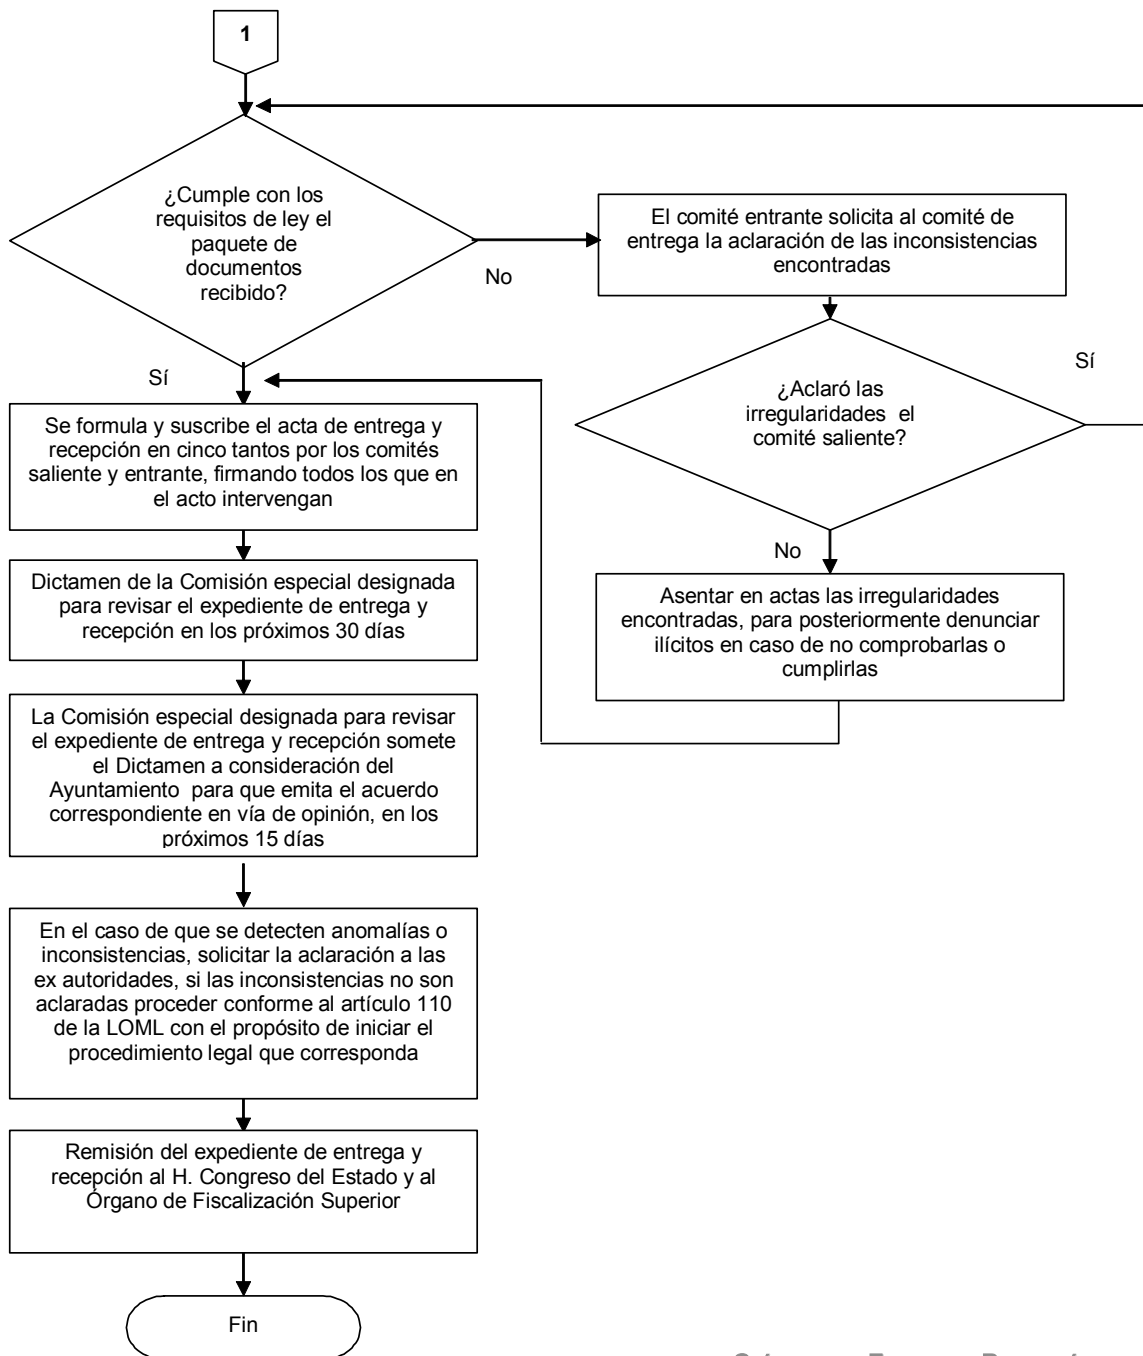 1
¿Cumple con los
requisitos de ley el
paquete de
documentos
recibido?
No
El comité entrante solicita al comité de
entrega la aclaración de las inconsistencias
encontradas
¿Aclaró las
irregularidades el
comité saliente?
Sí
No
Asentar en actas las irregularidades
encontradas, para posteriormente denunciar
ilícitos en caso de no comprobarlas o
cumplirlas
Sí
Se formula y suscribe el acta de entrega y
recepción en cinco tantos por los comités
saliente y entrante, firmando todos los que en
el acto intervengan
Dictamen de la Comisión especial designada
para revisar el expediente de entrega y
recepción en los próximos 30 días
La Comisión especial designada para revisar
el expediente de entrega y recepción somete
el Dictamen a consideración del
Ayuntamiento para que emita el acuerdo
correspondiente en vía de opinión, en los
próximos 15 días
En el caso de que se detecten anomalías o
inconsistencias, solicitar la aclaración a las
ex autoridades, si las inconsistencias no son
aclaradas proceder conforme al artículo 110
de la LOML con el propósito de iniciar el
procedimiento legal que corresponda
Remisión del expediente de entrega y
recepción al H. Congreso del Estado y al
Órgano de Fiscalización Superior
Fin